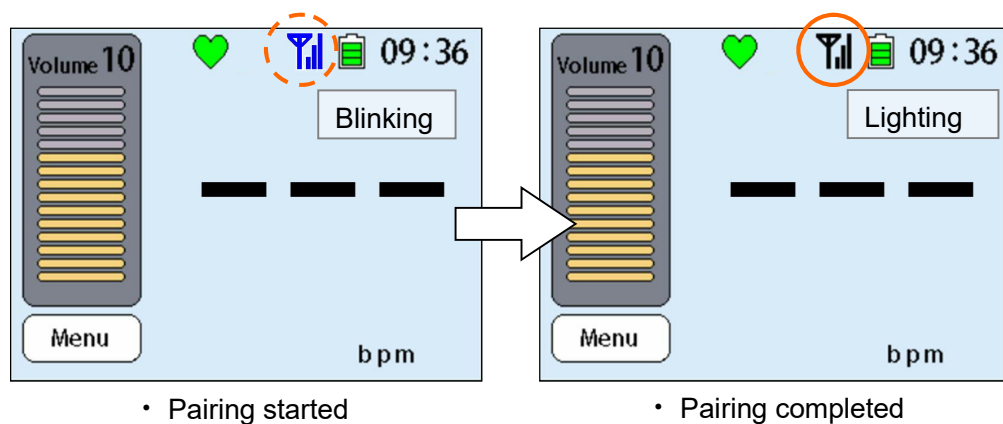 Volume 10
09:36
Blinking
Menu
bpm
・ Pairing started
Volume 10
09:36
Lighting
Menu
bpm
・ Pairing completed